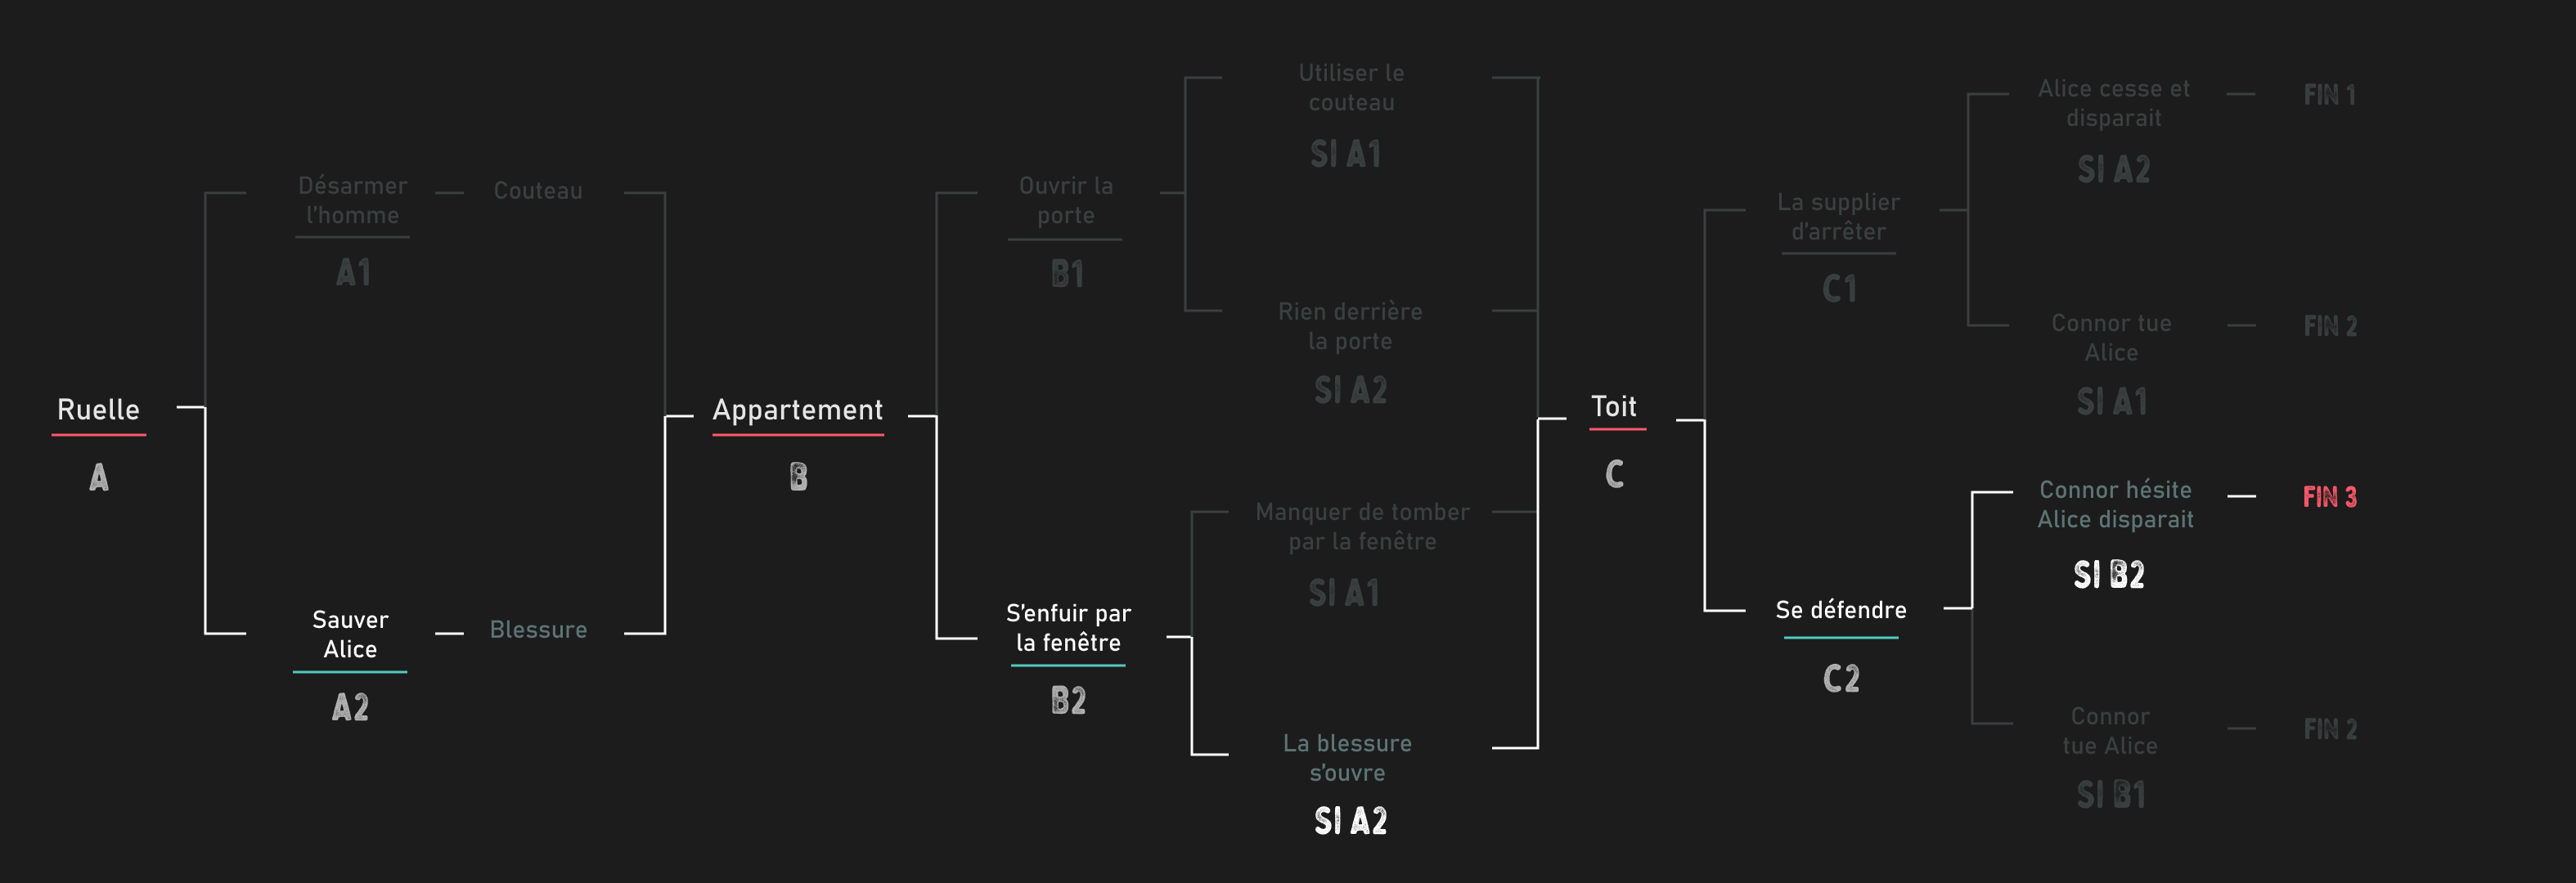 Ruelle
A
Désarmer
l'homme
A1
Couteau
Sauver
Alice
A2
Blessure
Appartement
B
Ouvrir la
porte
B1
Utiliser le
couteau
SI A1
Rien derrière
la porte
SI A2
S'enfuir par
la fenêtre
B2
Manquer de tomber
par la fenêtre
SI A1
La blessure
s'ouvre
SI A2
Toit
C
La supplier
d'arrêter
C1
Alice cesse et
disparait
SI A2
FIN 1
Connor tue
Alice
SI A1
FIN 2
Se défendre
C2
Connor hésite
Alice disparait
SI B2
FIN 3
Connor
tue Alice
SI B1
FIN 2